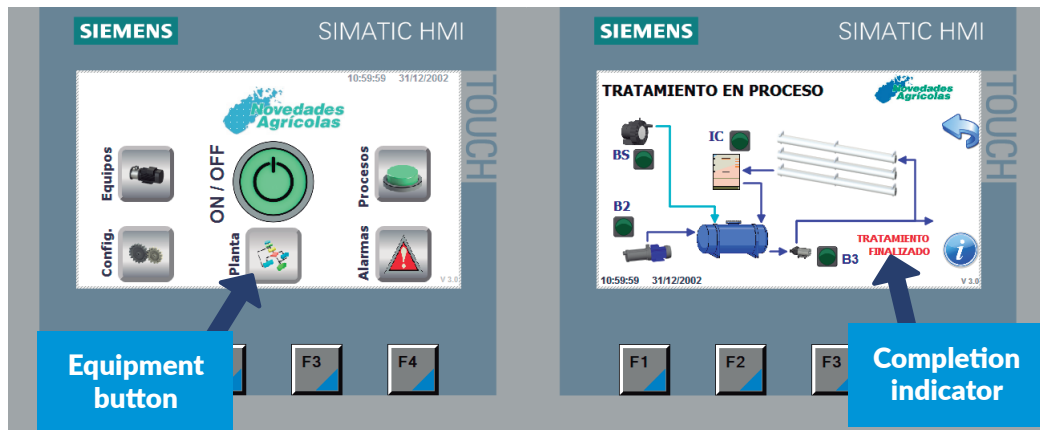 SIEMENS
SIMATIC HMI
TOUCH
10:59:59 31/12/2002
Novedades
Agrícolas
Equipos
ON / OFF
Procesos
Config.
Planta
Alarmas
V 3.0
F3
F4
Equipment
button
SIEMENS
SIMATIC HMI
TOUCH
TRATAMIENTO EN PROCESO
Novedades
Agrícolas
BS
IC
B2
B3
TRATAMIENTO
FINALIZADO
10:59:59 31/12/2002
V 3.0
F1
F2
F3
Completion
indicator